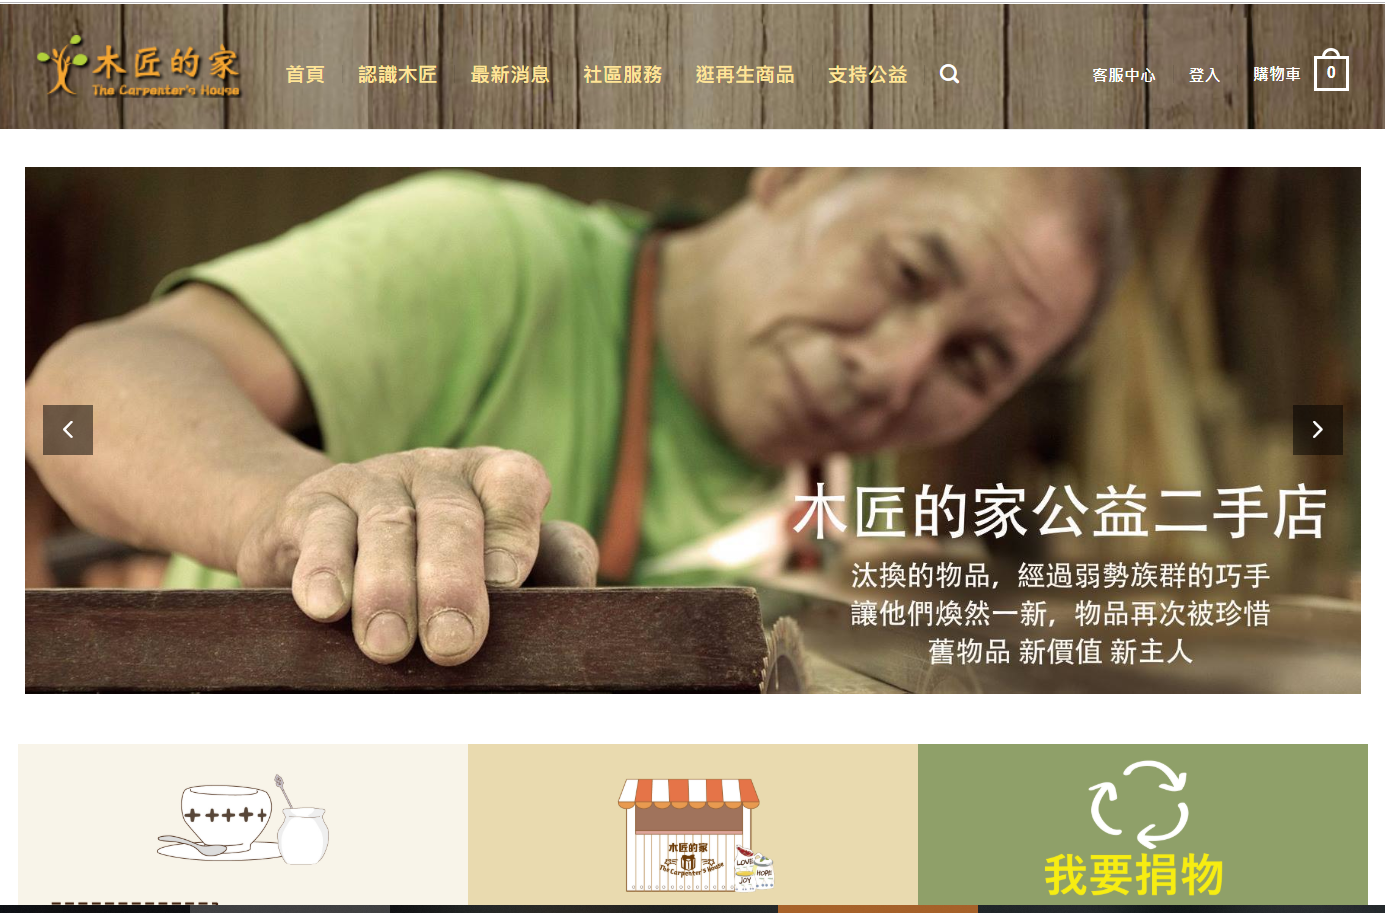 木匠的家
The Carpenter's House
首頁 認識木匠 最新消息 社區服務 逛再生商品 支持公益
客服中心 登入 購物車 0
木匠的家公益二手店
汰換的物品，經過弱勢族群的巧手
讓他們煥然一新，物品再次被珍惜
舊物品 新價值 新主人
木匠的家
The Carpenter's House
LOVE
JOY
HOPE
我要捐物